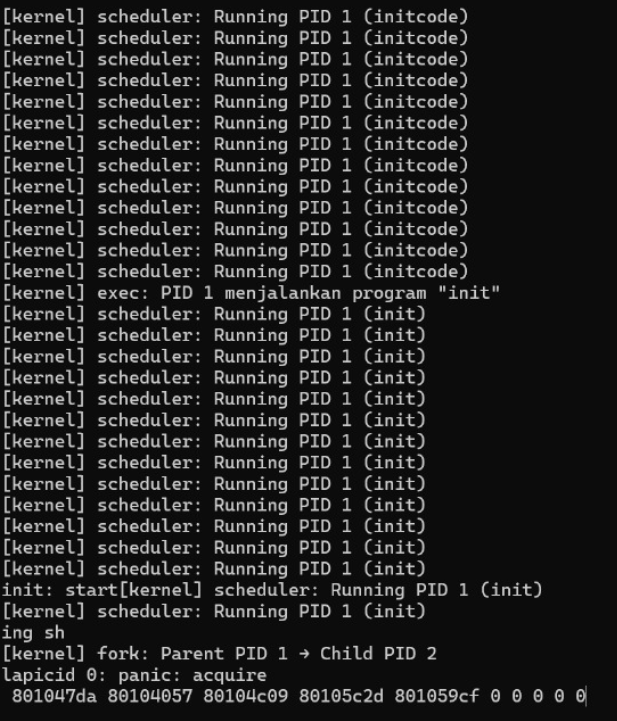 [kernel] scheduler: Running PID 1 (initcode)
[kernel] scheduler: Running PID 1 (initcode)
[kernel] scheduler: Running PID 1 (initcode)
[kernel] scheduler: Running PID 1 (initcode)
[kernel] scheduler: Running PID 1 (initcode)
[kernel] scheduler: Running PID 1 (initcode)
[kernel] scheduler: Running PID 1 (initcode)
[kernel] scheduler: Running PID 1 (initcode)
[kernel] scheduler: Running PID 1 (initcode)
[kernel] scheduler: Running PID 1 (initcode)
[kernel] scheduler: Running PID 1 (initcode)
[kernel] scheduler: Running PID 1 (initcode)
[kernel] scheduler: Running PID 1 (initcode)
[kernel] exec: PID 1 menjalankan program "init"
[kernel] scheduler: Running PID 1 (init)
[kernel] scheduler: Running PID 1 (init)
[kernel] scheduler: Running PID 1 (init)
[kernel] scheduler: Running PID 1 (init)
[kernel] scheduler: Running PID 1 (init)
[kernel] scheduler: Running PID 1 (init)
[kernel] scheduler: Running PID 1 (init)
[kernel] scheduler: Running PID 1 (init)
[kernel] scheduler: Running PID 1 (init)
[kernel] scheduler: Running PID 1 (init)
[kernel] scheduler: Running PID 1 (init)
[kernel] scheduler: Running PID 1 (init)
[kernel] scheduler: Running PID 1 (init)
init: start[kernel] scheduler: Running PID 1 (init)
[kernel] scheduler: Running PID 1 (init)
ing sh
[kernel] fork: Parent PID 1 → Child PID 2
lapicid 0: panic: acquire
801047da 80104057 80104c09 80105c2d 801059cf 0 0 0 0 0